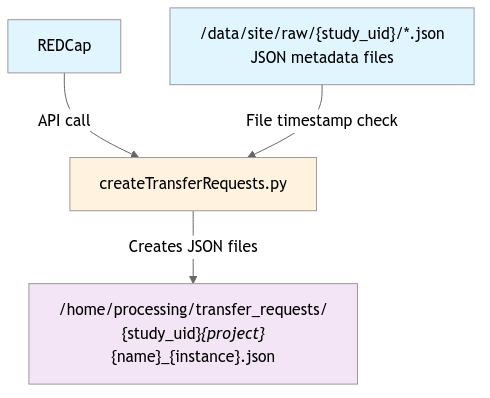 REDCap
/data/site/raw/{study_uid}/*.json
JSON metadata files
API call
File timestamp check
createTransferRequests.py
Creates JSON files
/home/processing/transfer_requests/
{study_uid}{project}
{name}_{instance}.json